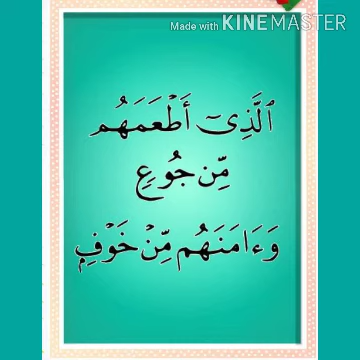 Made with KINEMASTER
ٱلَّذِىٓ أَطْعَمَهُم
مِّن جُوعٍ
وَءَامَنَهُم مِّنْ خَوْفٍۭ